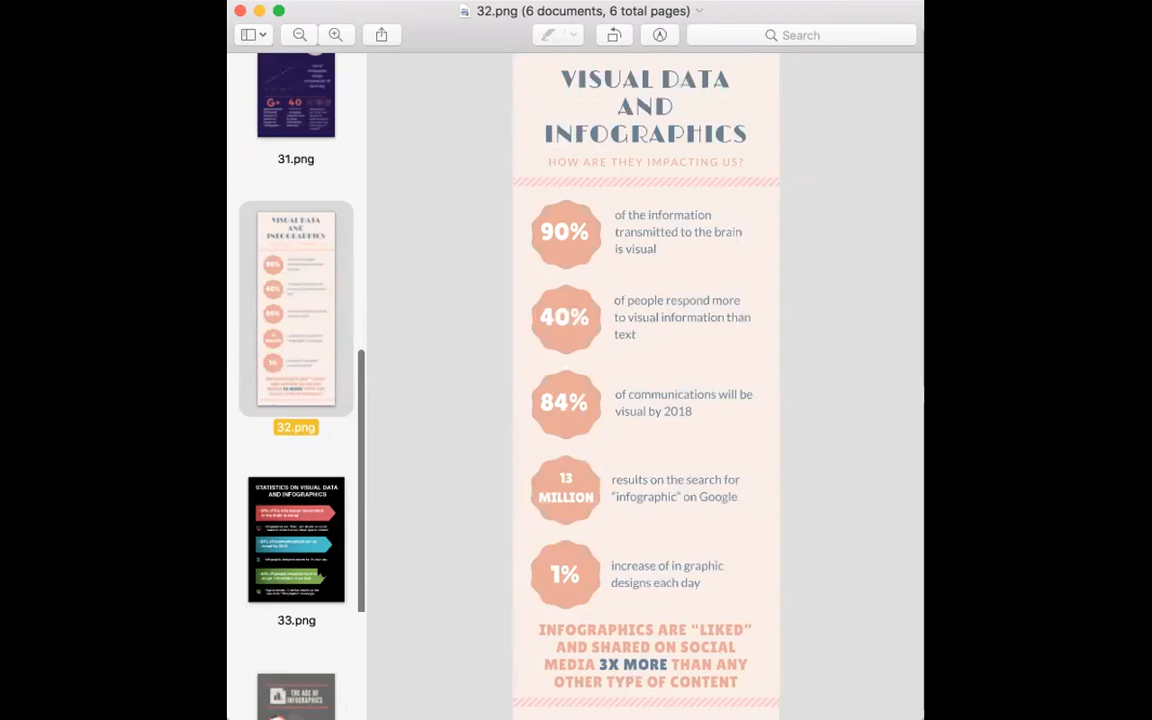 32.png (6 documents, 6 total pages)
Search
31.png
VISUAL DATA
AND
INFOGRAPHICS
32.png
STATISTICS ON VISUAL DATA
AND INFOGRAPHICS
33.png
THE AGE OF
INFOGRAPHICS
VISUAL DATA
AND
INFOGRAPHICS
HOW ARE THEY IMPACTING US?
90%
of the information
transmitted to the brain
is visual
40%
of people respond more
to visual information than
text
84%
of communications will be
visual by 2018
13
MILLION
results on the search for
“infographic” on Google
1%
increase of in graphic
designs each day
INFOGRAPHICS ARE “LIKED”
AND SHARED ON SOCIAL
MEDIA 3X MORE THAN ANY
OTHER TYPE OF CONTENT